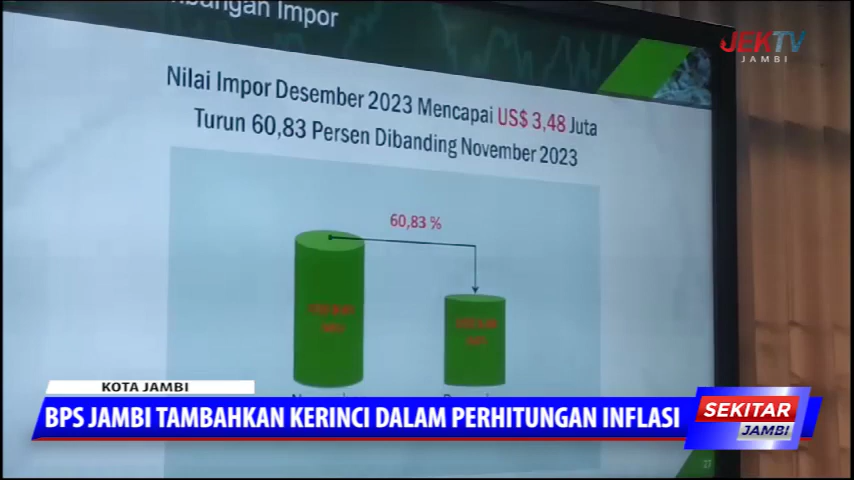 mbangan Impor
JEKTV
JAMBI
Nilai Impor Desember 2023 Mencapai US$ 3,48 Juta
Turun 60,83 Persen Dibanding November 2023
60,83 %
KOTA JAMBI
BPS JAMBI TAMBAHKAN KERINCI DALAM PERHITUNGAN INFLASI
SEKITAR
JAMBI